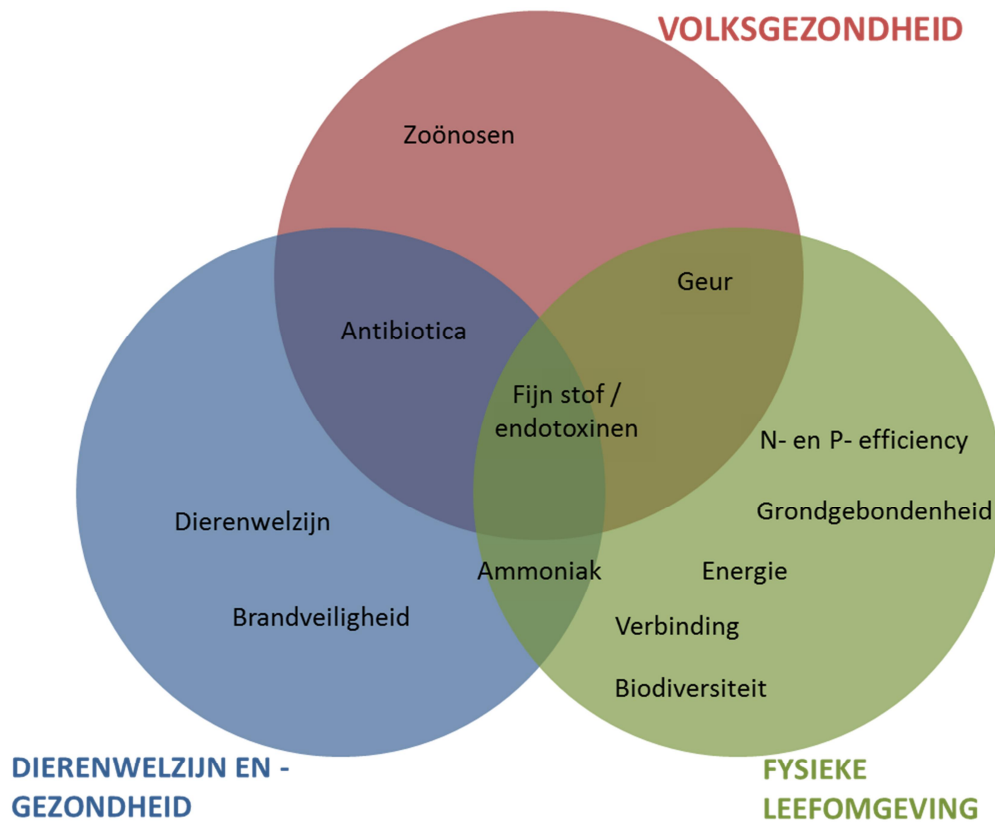 VOLKSGEZONDHEID
Zoönosen
Geur
Antibiotica
Fijn stof /
endotoxinen
N- en P- efficiency
Grondgebondenheid
Dierenwelzijn
Ammoniak
Energie
Brandveiligheid
Verbinding
Biodiversiteit
DIERENWELZIJN EN -
GEZONDHEID
FYSIEKE
LEEFOMGEVING